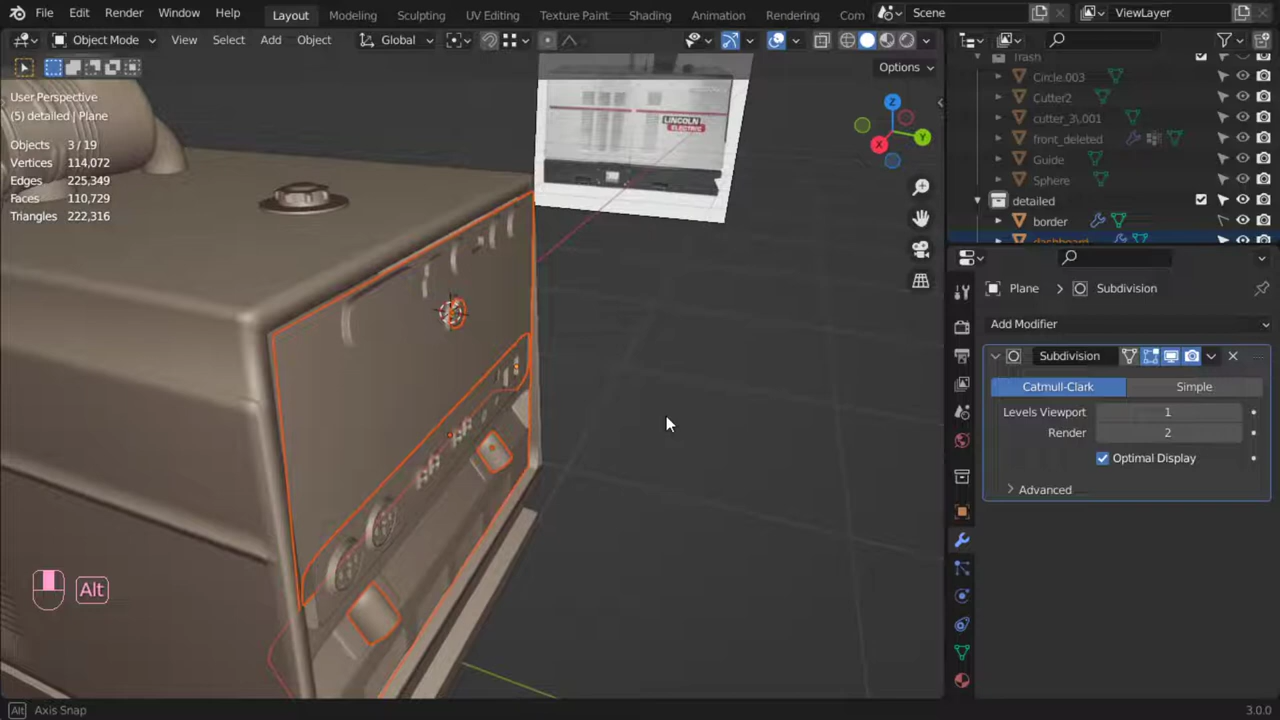 File Edit Render Window Help Layout Modeling Sculpting UV Editing Texture Paint Shading Animation Rendering Com Scene ViewLayer
Object Mode View Select Add Object Global
Options
User Perspective
(5) detailed | Plane
Objects 3 / 19
Vertices 114,072
Edges 225,349
Faces 110,729
Triangles 222,316
LINCOLN
ELECTRIC
Z
Y
X
Alt
Trash
Circle.003
Cutter2
cutter_3\.001
front_deleted
Guide
Sphere
detailed
border
dashboard
Plane > Subdivision
Add Modifier
Subdivision
Catmull-Clark Simple
Levels Viewport 1
Render 2
Optimal Display
Advanced
Alt Axis Snap 3.0.0